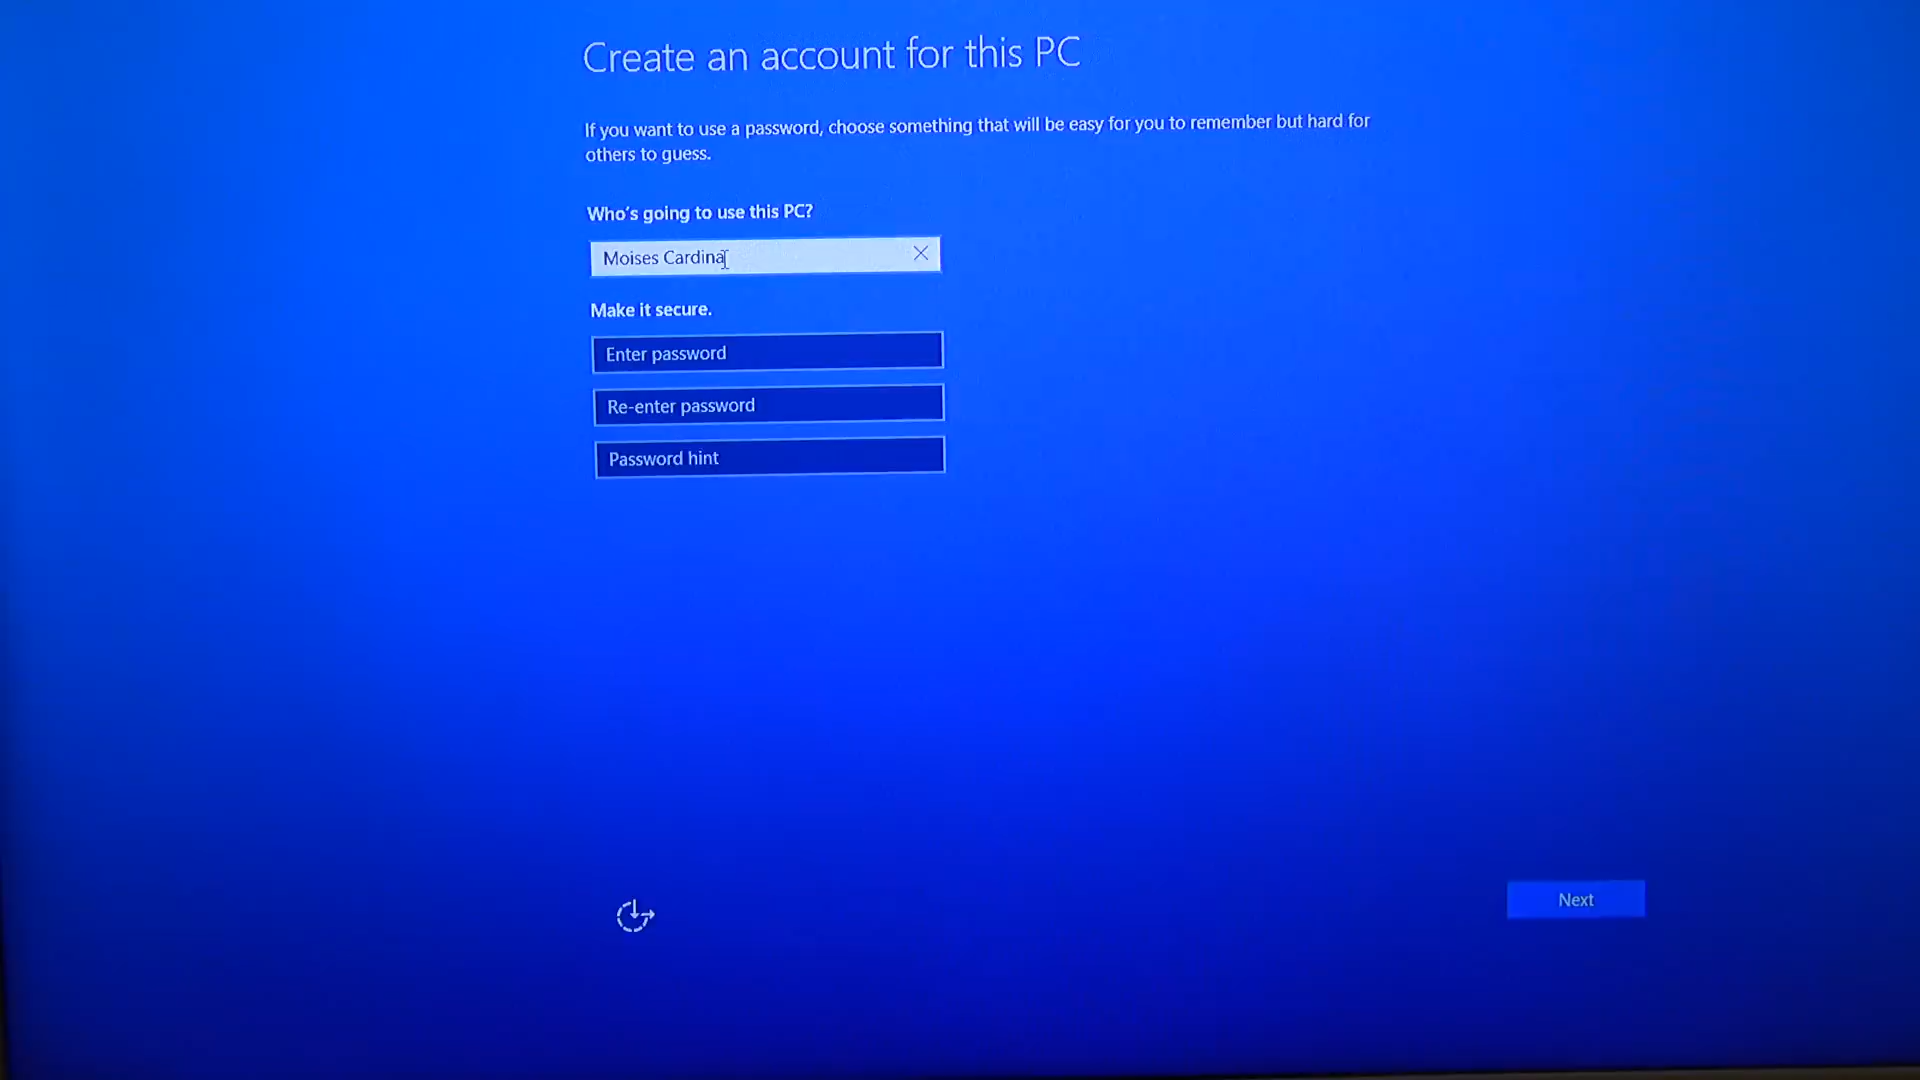 Create an account for this PC
If you want to use a password, choose something that will be easy for you to remember but hard for
others to guess.
Who's going to use this PC?
Moises Cardina
Make it secure.
Enter password
Re-enter password
Password hint
Next